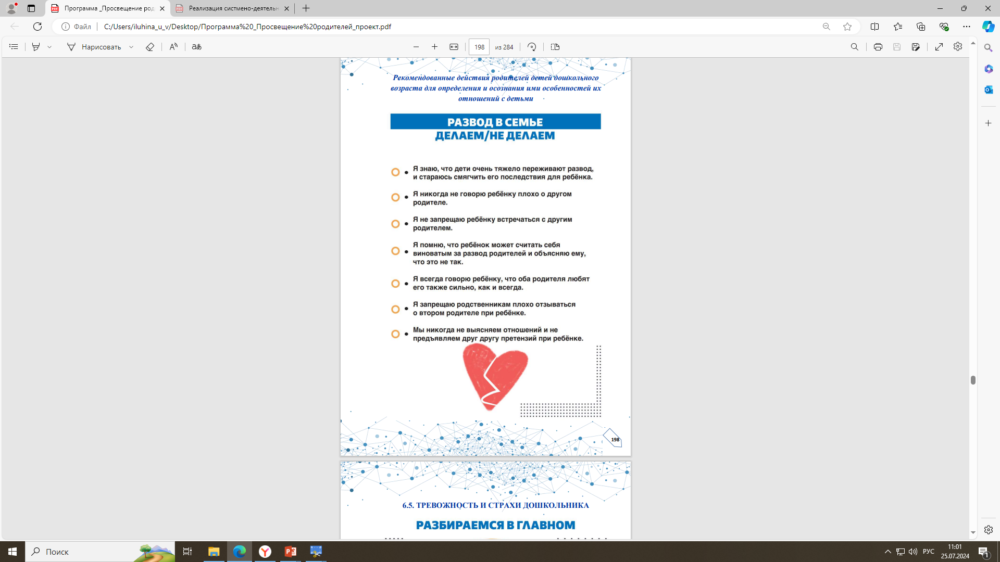 Программа _Просвещение род
Реализация систмено-деятельн
Файл
C:/Users/iluhina_u_v/Desktop/Программа%20_Просвещение%20родителей_проект.pdf
Нарисовать
аあ
198
из 284
Рекомендованные действия родителей детей дошкольного
возраста для определения и осознания ими особенностей их
отношений с детьми
РАЗВОД В СЕМЬЕ
ДЕЛАЕМ/НЕ ДЕЛАЕМ
• Я знаю, что дети очень тяжело переживают развод,
и стараюсь смягчить его последствия для ребёнка.
• Я никогда не говорю ребёнку плохо о другом
родителе.
• Я не запрещаю ребёнку встречаться с другим
родителем.
• Я помню, что ребёнок может считать себя
виноватым за развод родителей и объясняю ему,
что это не так.
• Я всегда говорю ребёнку, что оба родителя любят
его также сильно, как и всегда.
• Я запрещаю родственникам плохо отзываться
о втором родителе при ребёнке.
• Мы никогда не выясняем отношений и не
предъявляем друг другу претензий при ребёнке.
198
6.5. ТРЕВОЖНОСТЬ И СТРАХИ ДОШКОЛЬНИКА
РАЗБИРАЕМСЯ В ГЛАВНОМ
Поиск
РУС
11:01
25.07.2024
1